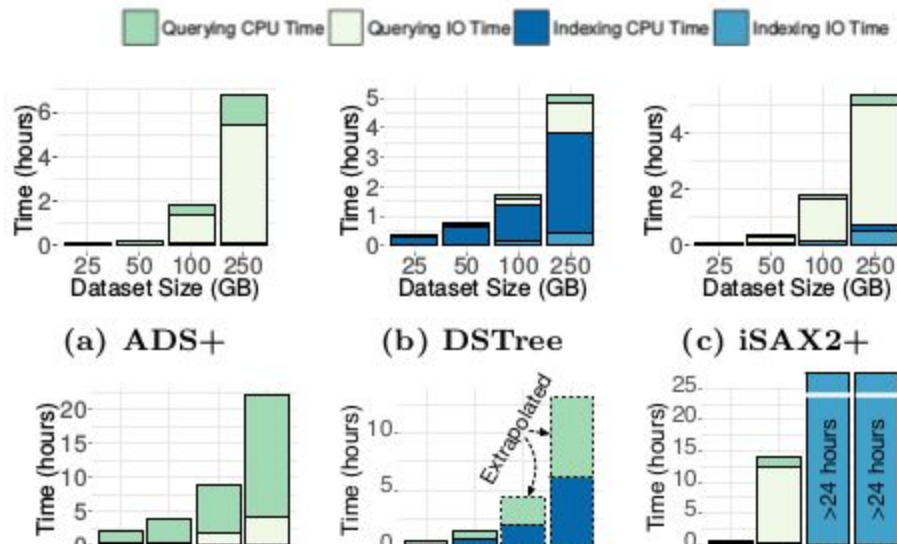 Querying CPU Time Querying IO Time Indexing CPU Time Indexing IO Time
Time (hours)
6
4
2
0
25 50 100 250
Dataset Size (GB)
(a) ADS+
Time (hours)
5
4
3
2
1
0
25 50 100 250
Dataset Size (GB)
(b) DSTree
Time (hours)
4
2
0
25 50 100 250
Dataset Size (GB)
(c) iSAX2+
Time (hours)
20
15
10
5
0
Time (hours)
10
5
0
Extrapolated
Time (hours)
25
20
15
10
5
0
>24 hours
>24 hours